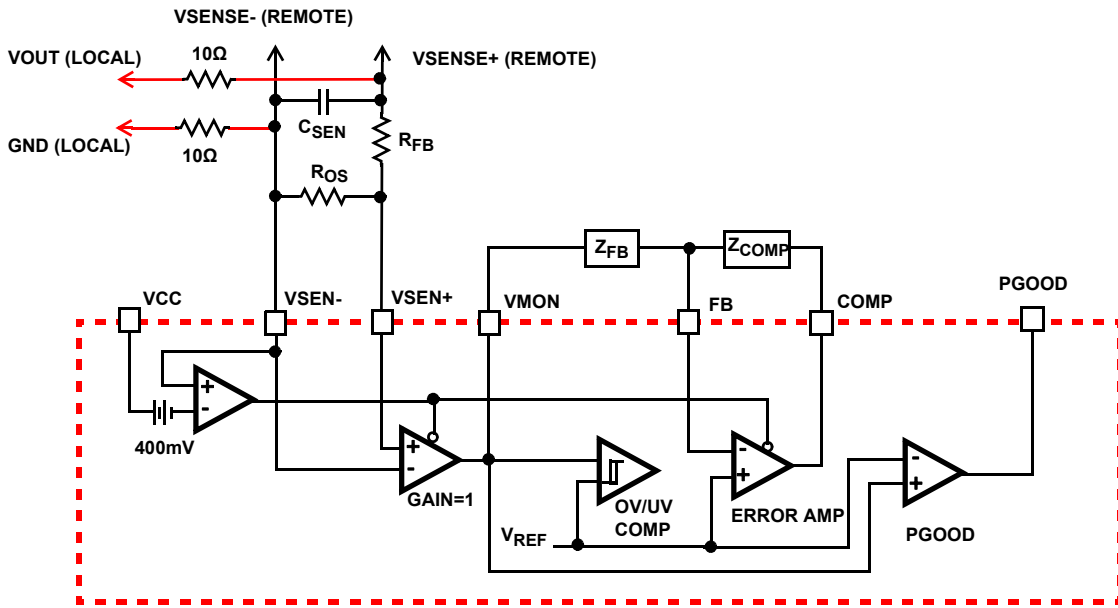 VSENSE- (REMOTE)
10Ω
VOUT (LOCAL)
VSENSE+ (REMOTE)
CSEN
GND (LOCAL)
10Ω
RFB
ROS
ZFB
ZCOMP
VCC
VSEN-
VSEN+
VMON
FB
COMP
PGOOD
+
-
400mV
+
-
GAIN=1
OV/UV
COMP
-
+
ERROR AMP
-
+
PGOOD
VREF